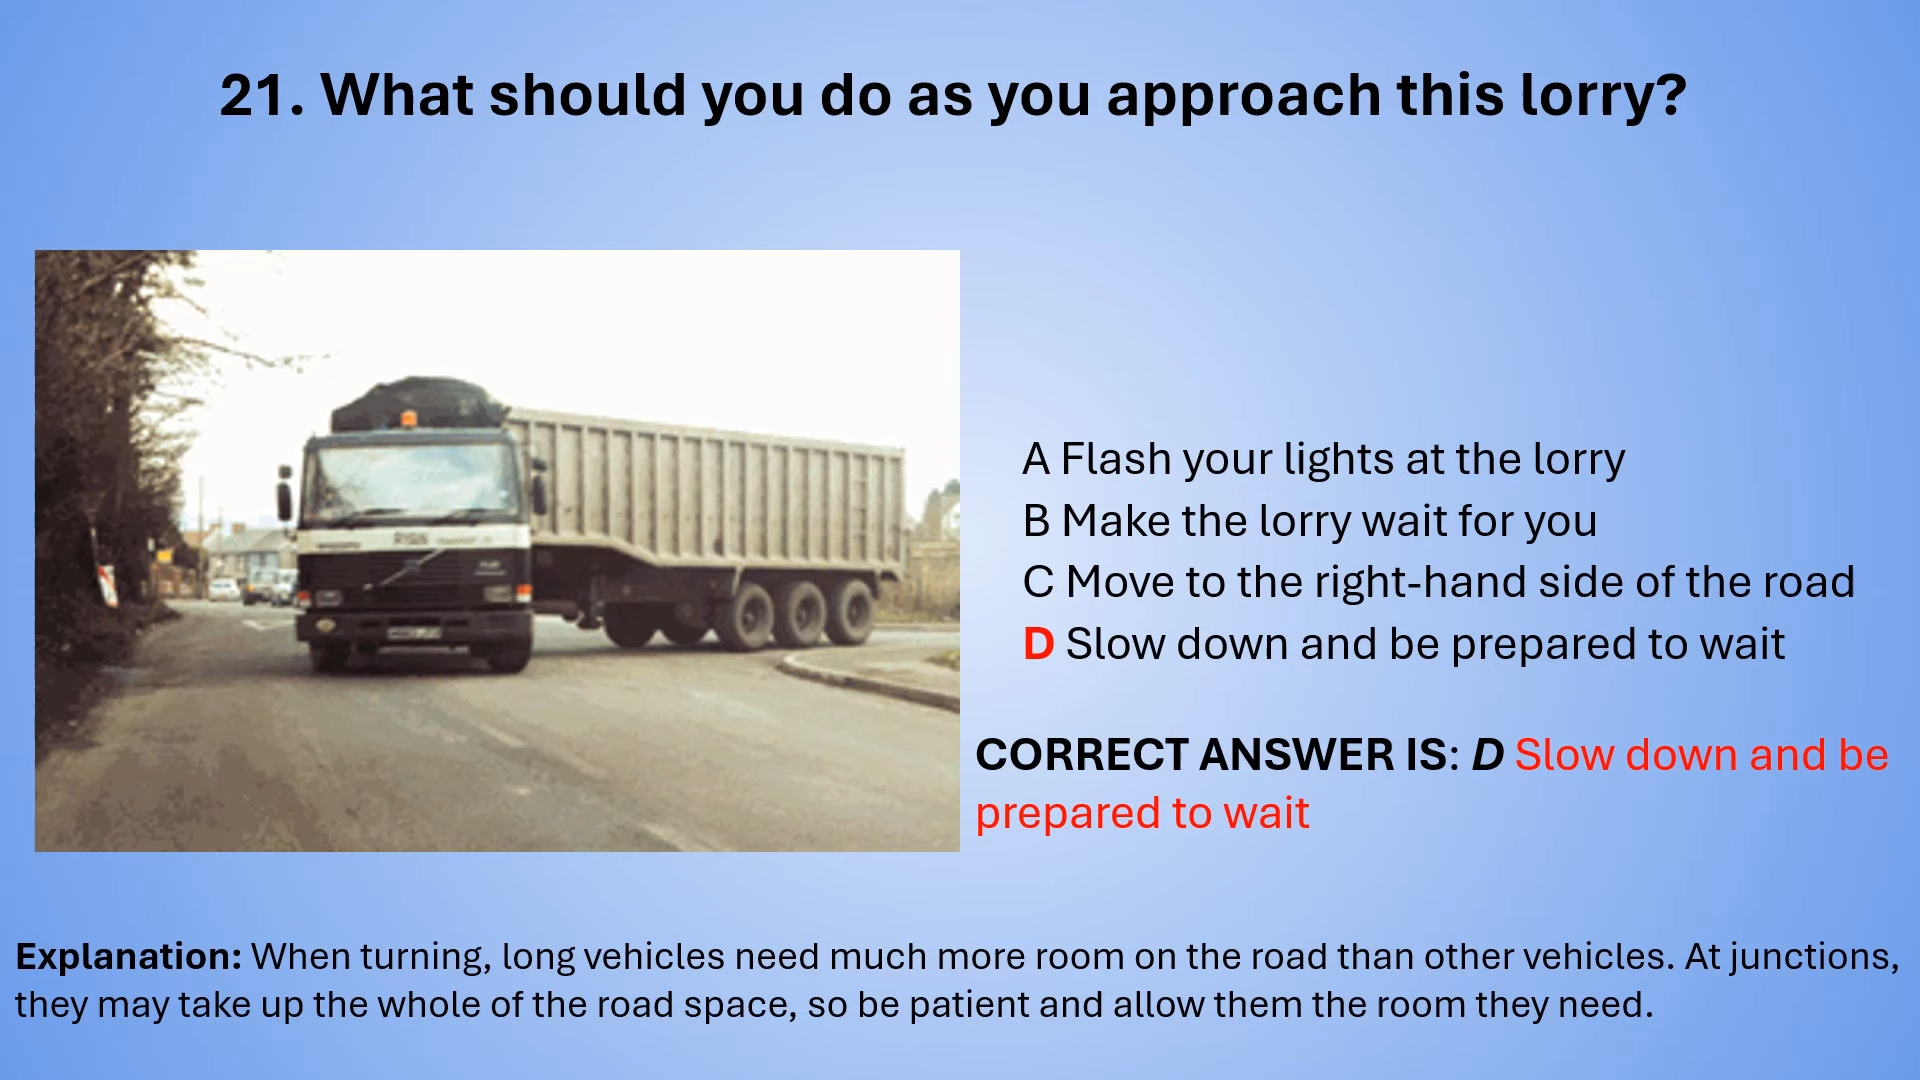 21. What should you do as you approach this lorry?
A Flash your lights at the lorry
B Make the lorry wait for you
C Move to the right-hand side of the road
D Slow down and be prepared to wait
CORRECT ANSWER IS: D Slow down and be
prepared to wait
Explanation: When turning, long vehicles need much more room on the road than other vehicles. At junctions,
they may take up the whole of the road space, so be patient and allow them the room they need.